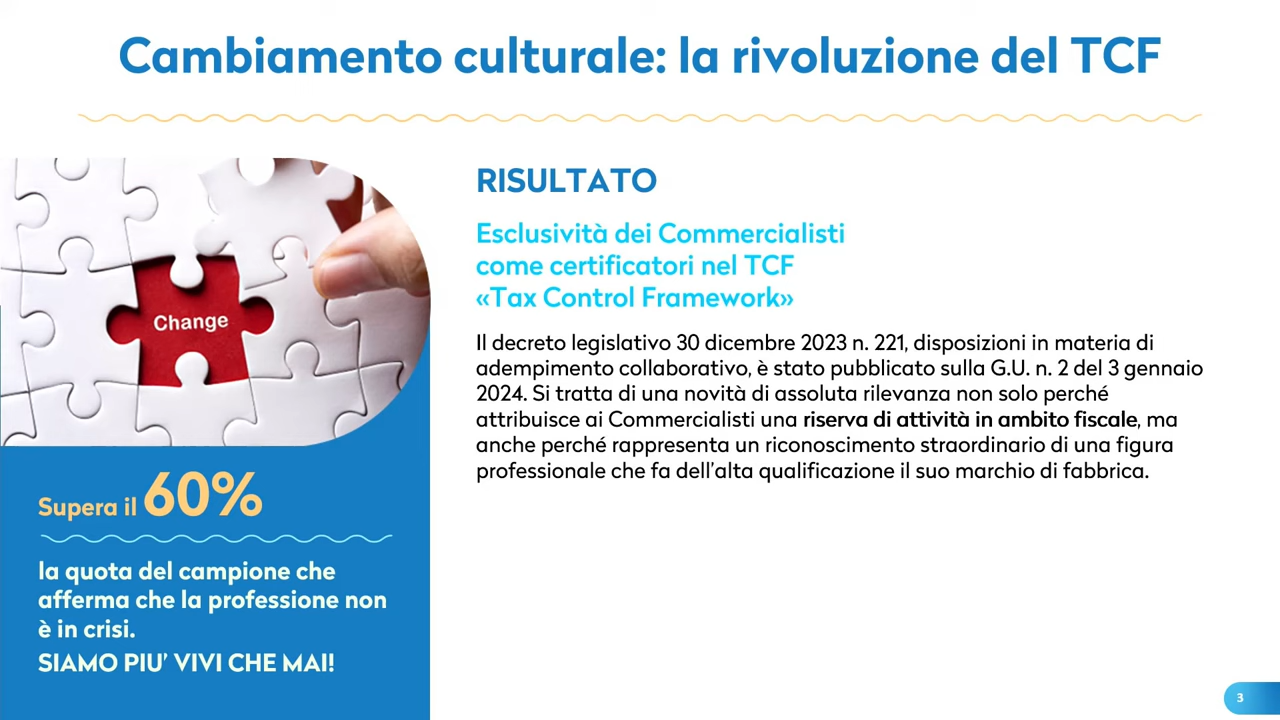 Cambiamento culturale: la rivoluzione del TCF
Change
Supera il 60%
la quota del campione che
afferma che la professione non
è in crisi.
SIAMO PIU’ VIVI CHE MAI!
RISULTATO
Esclusività dei Commercialisti
come certificatori nel TCF
«Tax Control Framework»
Il decreto legislativo 30 dicembre 2023 n. 221, disposizioni in materia di
adempimento collaborativo, è stato pubblicato sulla G.U. n. 2 del 3 gennaio
2024. Si tratta di una novità di assoluta rilevanza non solo perché
attribuisce ai Commercialisti una riserva di attività in ambito fiscale, ma
anche perché rappresenta un riconoscimento straordinario di una figura
professionale che fa dell’alta qualificazione il suo marchio di fabbrica.
3